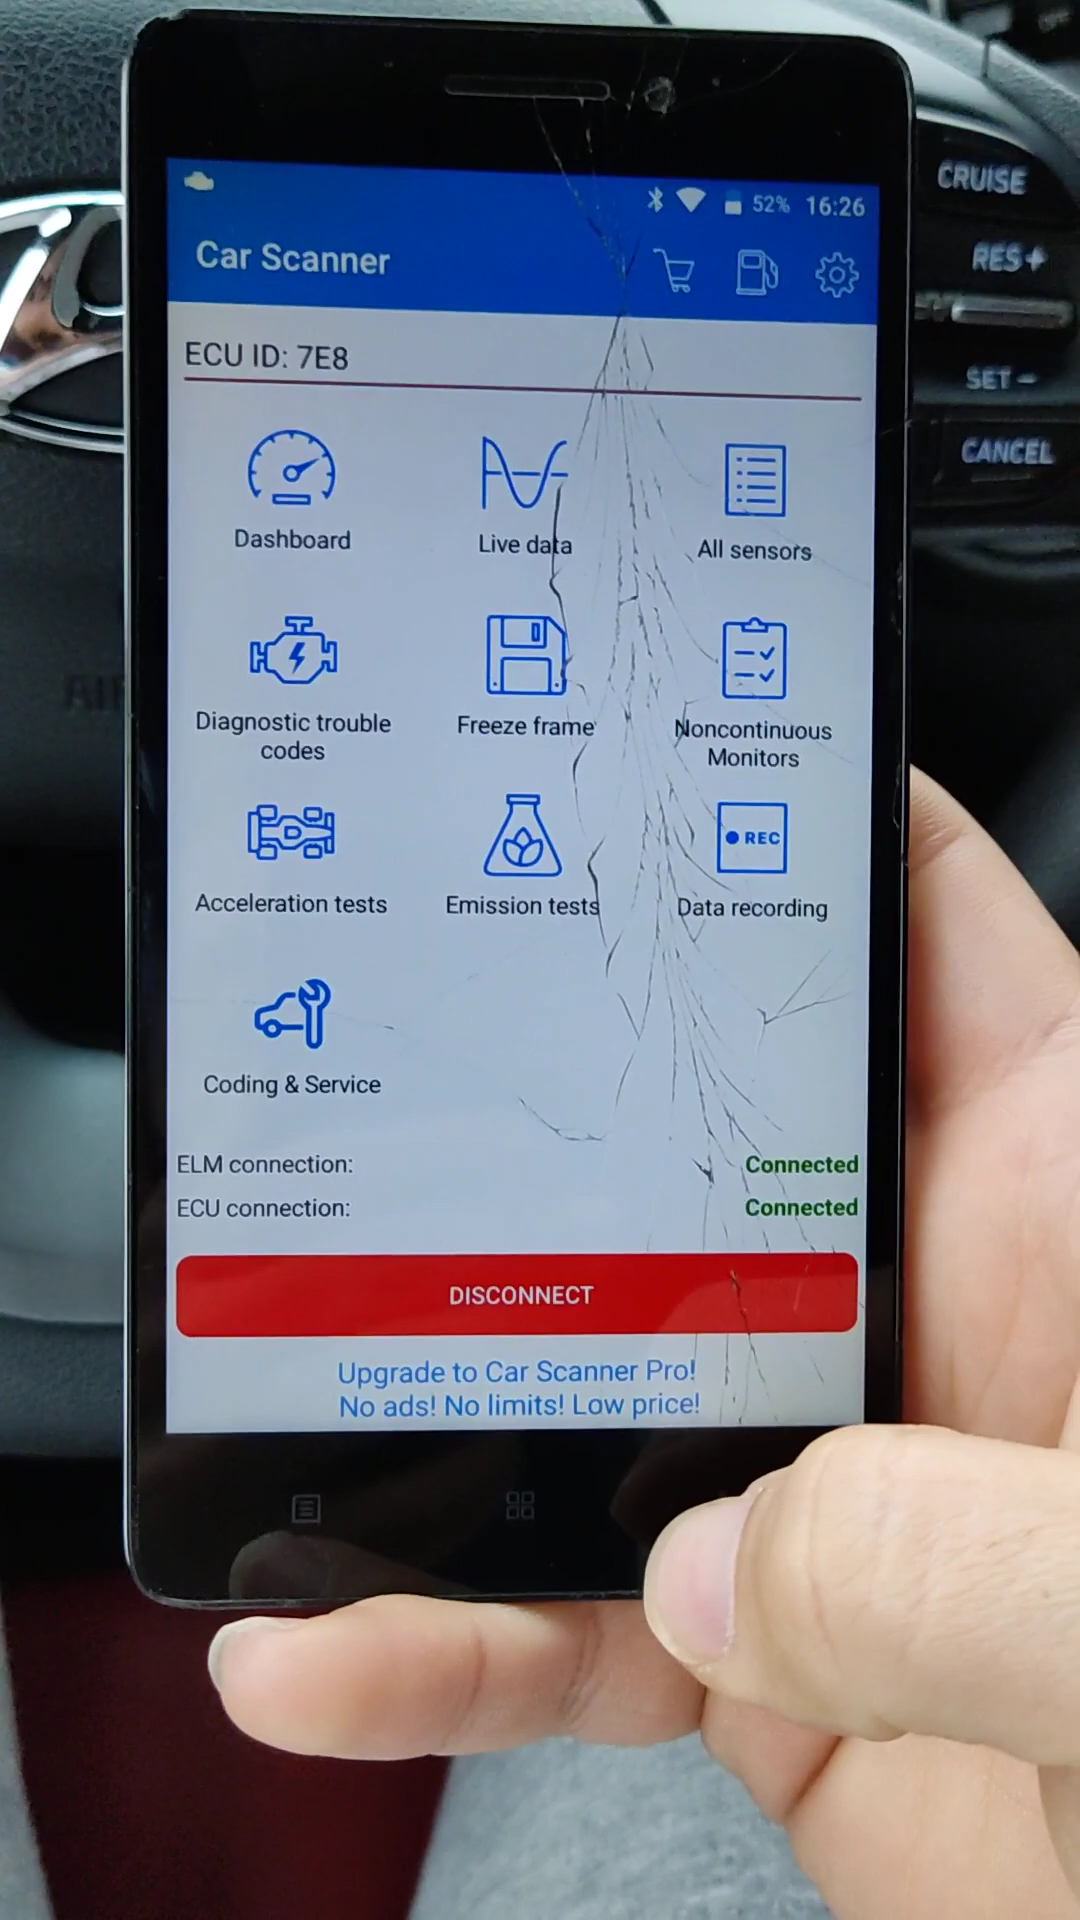 52% 16:26
Car Scanner
ECU ID: 7E8
Dashboard
Live data
All sensors
Diagnostic trouble
codes
Freeze frame
Noncontinuous
Monitors
REC
Acceleration tests
Emission tests
Data recording
Coding & Service
ELM connection: Connected
ECU connection: Connected
DISCONNECT
Upgrade to Car Scanner Pro!
No ads! No limits! Low price!
CRUISE
RES+
SET−
CANCEL